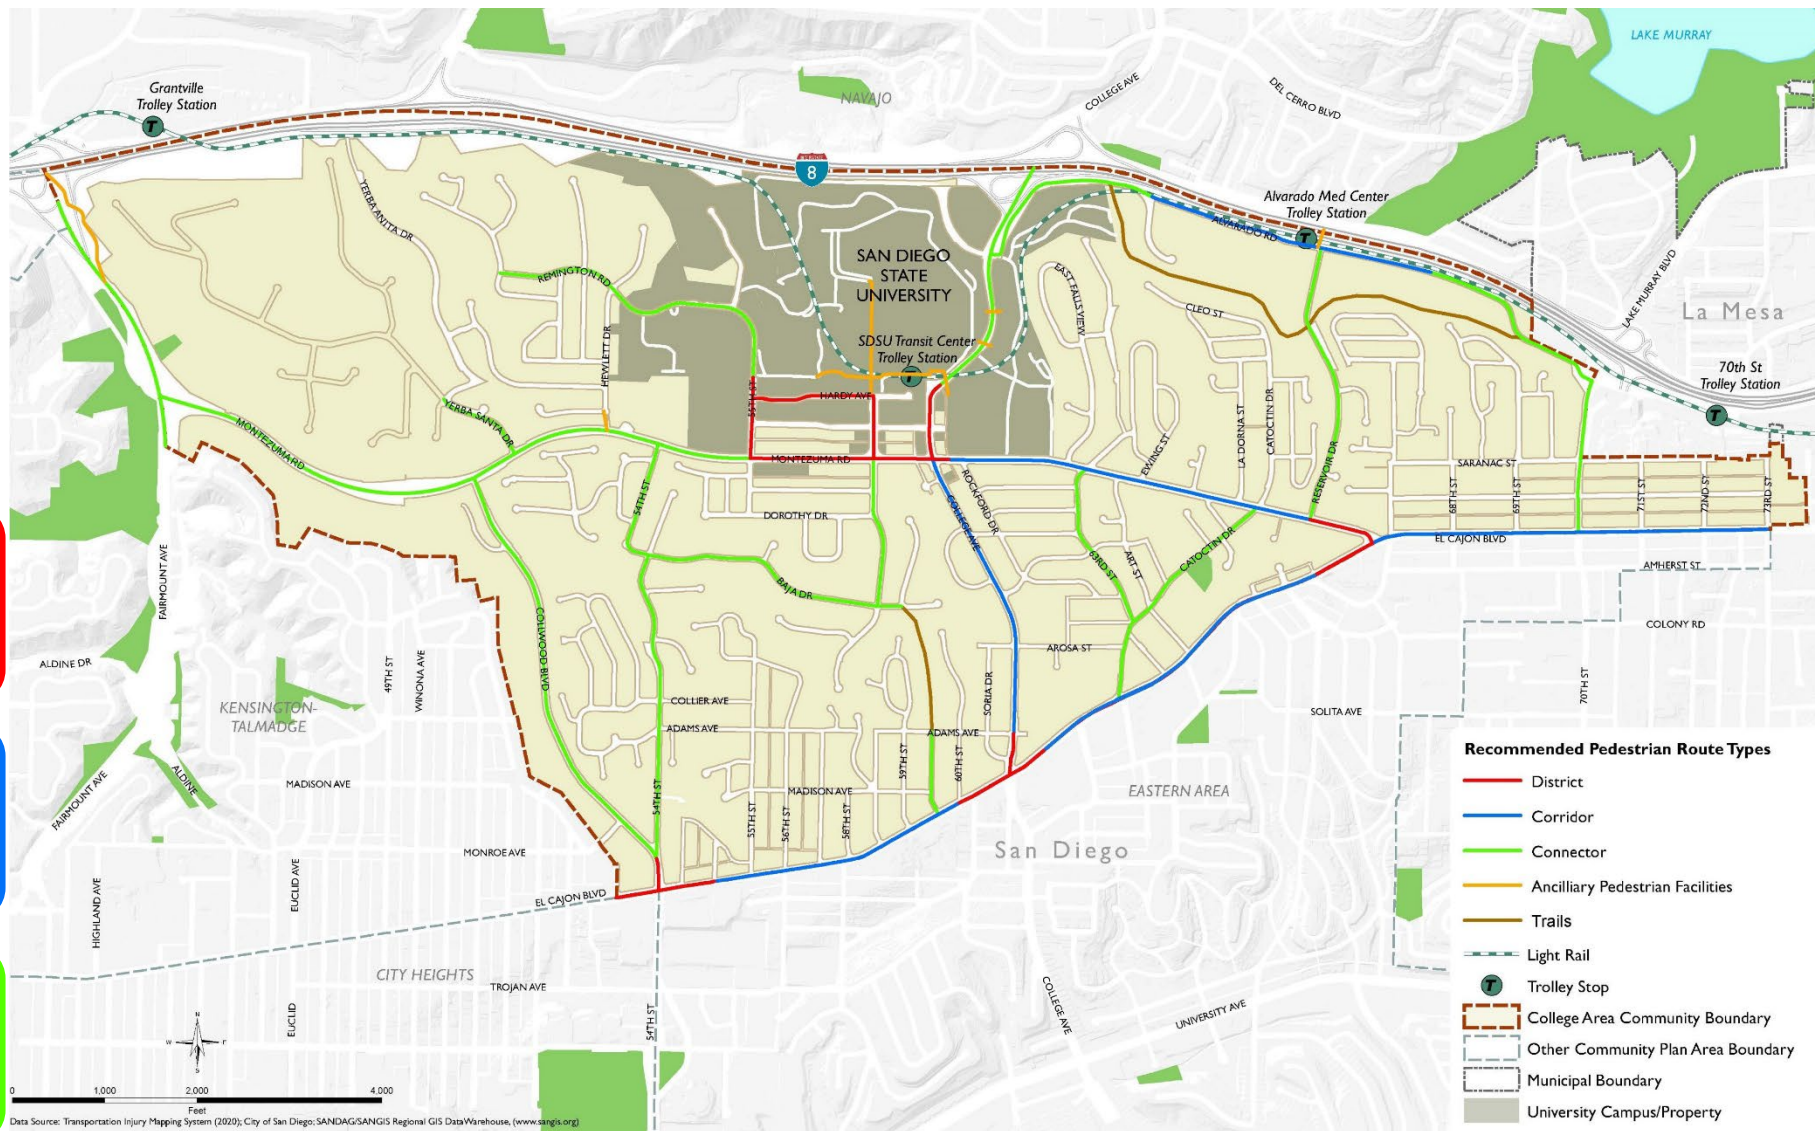 LAKE MURRAY
Grantville
Trolley Station
NAVAJO
COLLEGE AVE
DEL CERRO BLVD
8
Alvarado Med Center
Trolley Station
ALVARADO RD
YERBA ANITA DR
REMINGTON RD
SAN DIEGO
STATE
UNIVERSITY
EAST FALLSVIEW
CLEO ST
LAKE MURRAY BLVD
La Mesa
SDSU Transit Center
Trolley Station
HEWLETT DR
70th St
Trolley Station
55TH ST
HARDY AVE
YERBA SANTA DR
MONTEZUMA RD
MONTEZUMA RD
EWING ST
LA DORNA ST
CATOCTIN DR
RESERVOIR DR
SARANAC ST
54TH ST
DOROTHY DR
ROCKFORD DR
COLLEGE AVE
68TH ST
69TH ST
71ST ST
72ND ST
73RD ST
EL CAJON BLVD
FAIRMOUNT AVE
BAJA DR
63RD ST
ART ST
CATOCTIN DR
AMHERST ST
COLLWOOD BLVD
COLONY RD
ALDINE DR
49TH ST
WINONA AVE
AROSA ST
KENSINGTON-
TALMADGE
COLLIER AVE
SORIA DR
SOLITA AVE
70TH ST
ADAMS AVE
ADAMS AVE
59TH ST
60TH ST
FAIRMOUNT AVE
ALDINE
MADISON AVE
54TH ST
MADISON AVE
55TH ST
56TH ST
58TH ST
EASTERN AREA
MONROE AVE
San Diego
HIGHLAND AVE
EUCLID AVE
EL CAJON BLVD
CITY HEIGHTS
TROJAN AVE
EUCLID
54TH ST
COLLEGE AVE
UNIVERSITY AVE
Recommended Pedestrian Route Types
District
Corridor
Connector
Ancilliary Pedestrian Facilities
Trails
Light Rail
T Trolley Stop
College Area Community Boundary
Other Community Plan Area Boundary
Municipal Boundary
University Campus/Property
N
W
S
0 1,000 2,000 4,000
Feet
Data Source: Transportation Injury Mapping System (2020); City of San Diego; SANDAG/SANGIS Regional GIS Data Warehouse, (www.sangis.org)